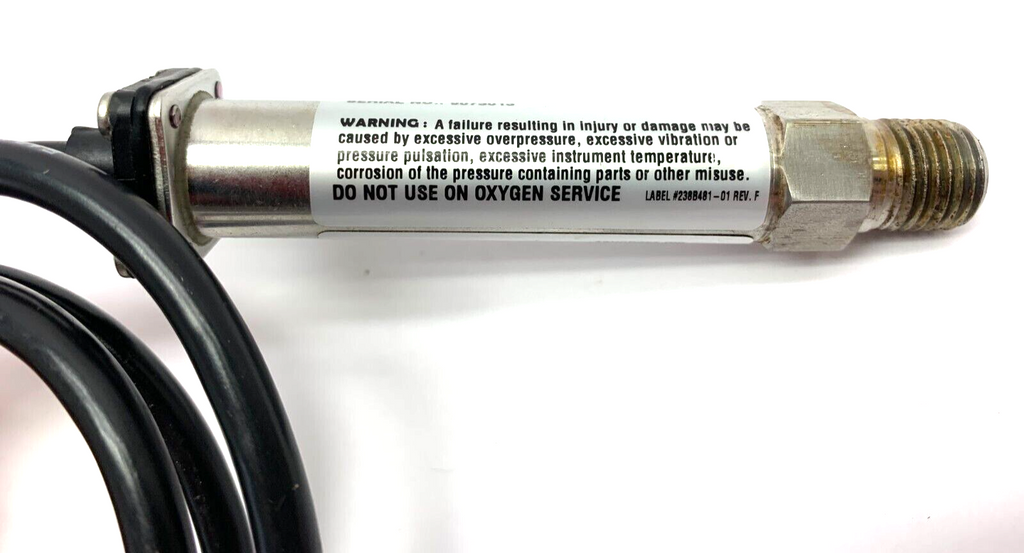 WARNING: A failure resulting in injury or damage may be
caused by excessive overpressure, excessive vibration or
pressure pulsation, excessive instrument temperature,
corrosion of the pressure containing parts or other misuse.
DO NOT USE ON OXYGEN SERVICE LABEL #238B481-01 REV. F